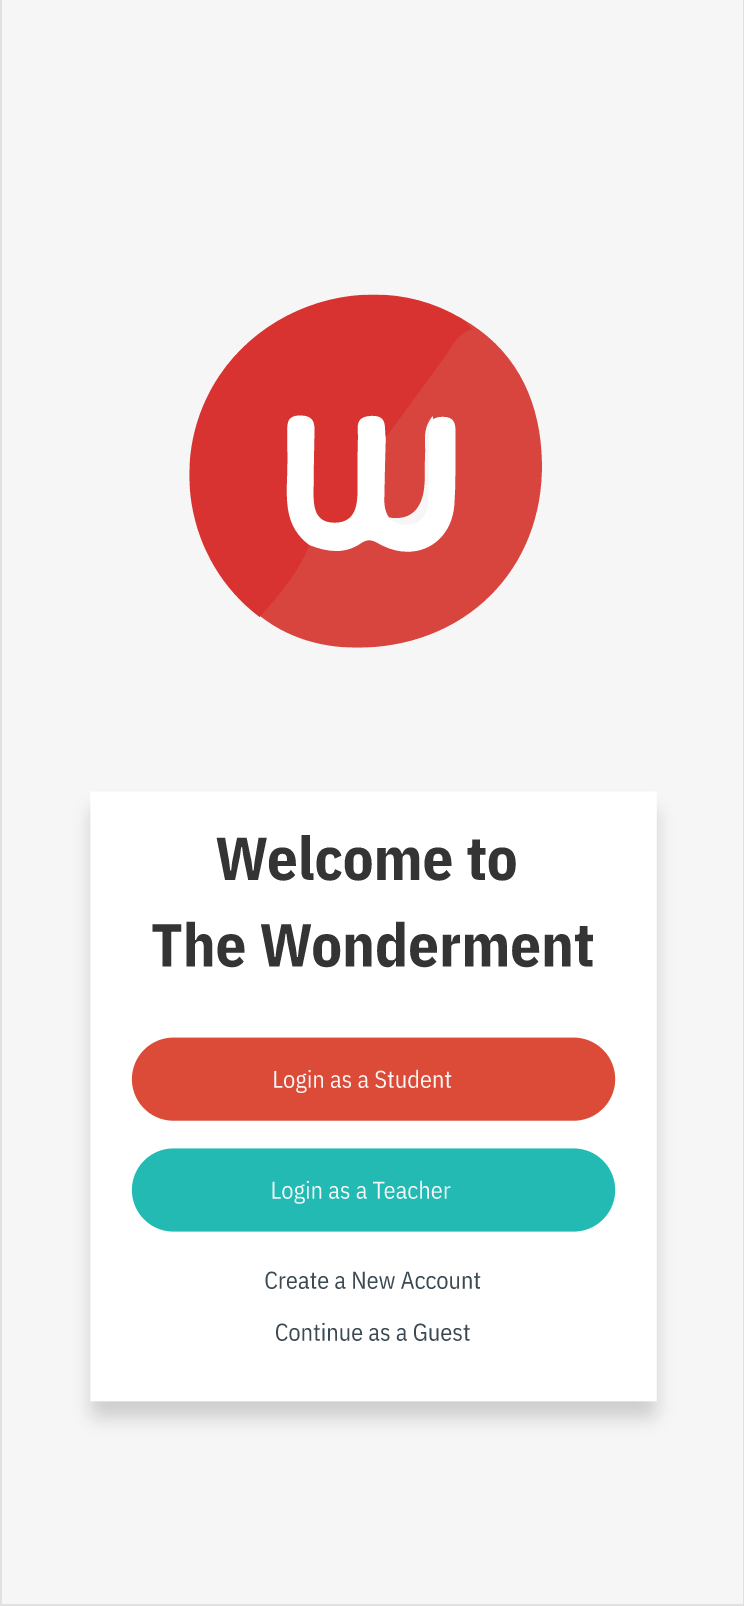 w
Welcome to
The Wonderment
Login as a Student
Login as a Teacher
Create a New Account
Continue as a Guest